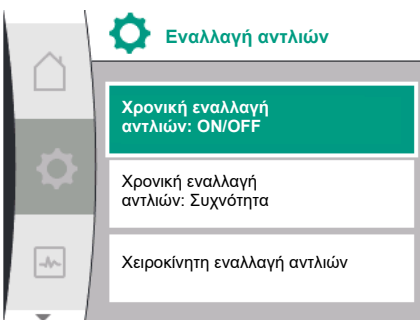 Εναλλαγή αντλιών
Χρονική εναλλαγή
αντλιών: ON/OFF
Χρονική εναλλαγή
αντλιών: Συχνότητα
Χειροκίνητη εναλλαγή αντλιών